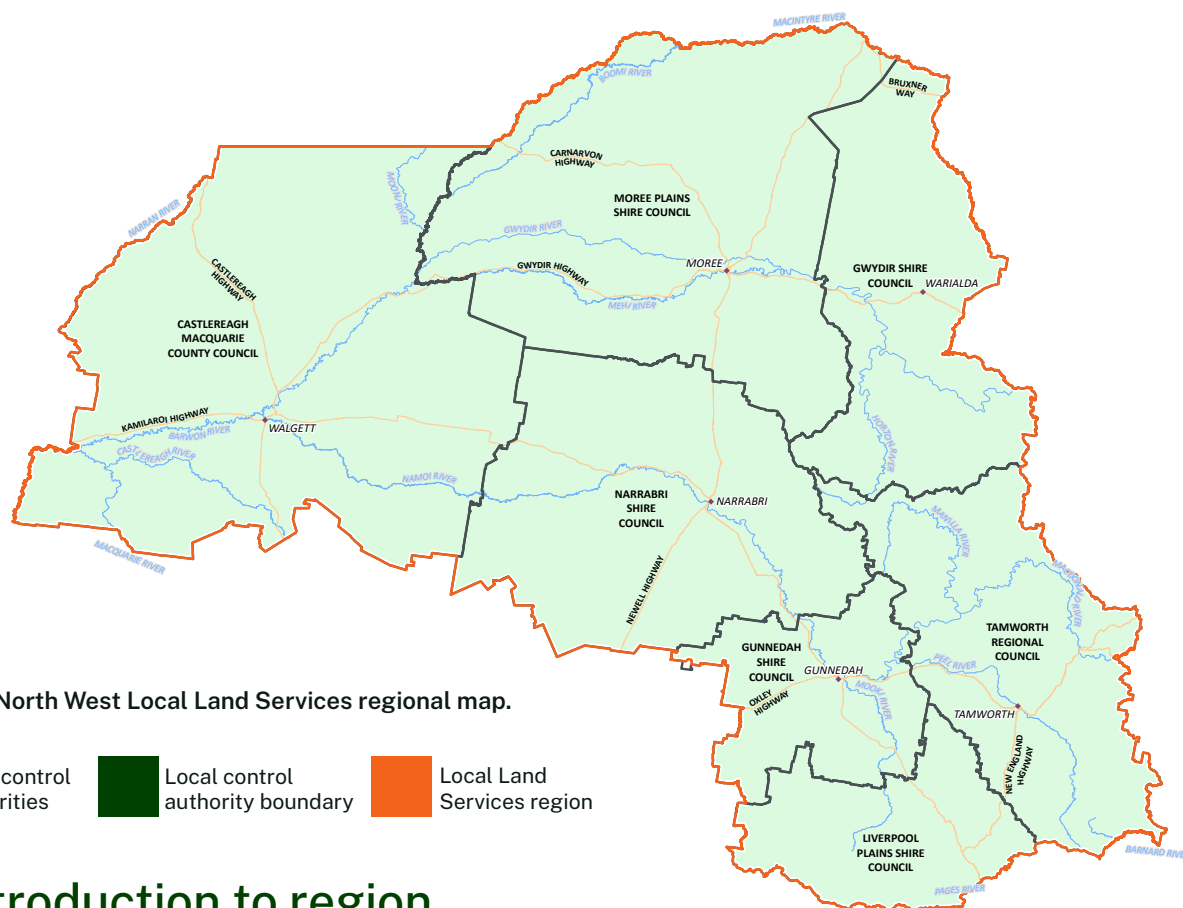 MACINTYRE RIVER
BOOMI RIVER
BRUXNER
WAY
CARNARVON
HIGHWAY
MOONI RIVER
NARRAN RIVER
MOREE PLAINS
SHIRE COUNCIL
GWYDIR RIVER
CASTLEREAGH
HIGHWAY
GWYDIR HIGHWAY
MOREE
GWYDIR SHIRE
COUNCIL
WARIALDA
MEHI RIVER
CASTLEREAGH
MACQUARIE
COUNTY COUNCIL
KAMILAROI HIGHWAY
WALGETT
BARWON RIVER
CASTLEREAGH RIVER
HORTON RIVER
NAMOI RIVER
NARRABRI
SHIRE
COUNCIL
NARRABRI
MANILLA RIVER
MACQUARIE RIVER
NEWELL HIGHWAY
MACDONALD RIVER
TAMWORTH
REGIONAL
COUNCIL
GUNNEDAH
SHIRE
COUNCIL
GUNNEDAH
PEEL RIVER
OXLEY
HIGHWAY
MOOKI RIVER
TAMWORTH
NEW ENGLAND
HIGHWAY
North West Local Land Services regional map.
control
rities
Local control
authority boundary
Local Land
Services region
LIVERPOOL
PLAINS SHIRE
COUNCIL
BARNARD RIVE
PAGES RIVER
troduction to region